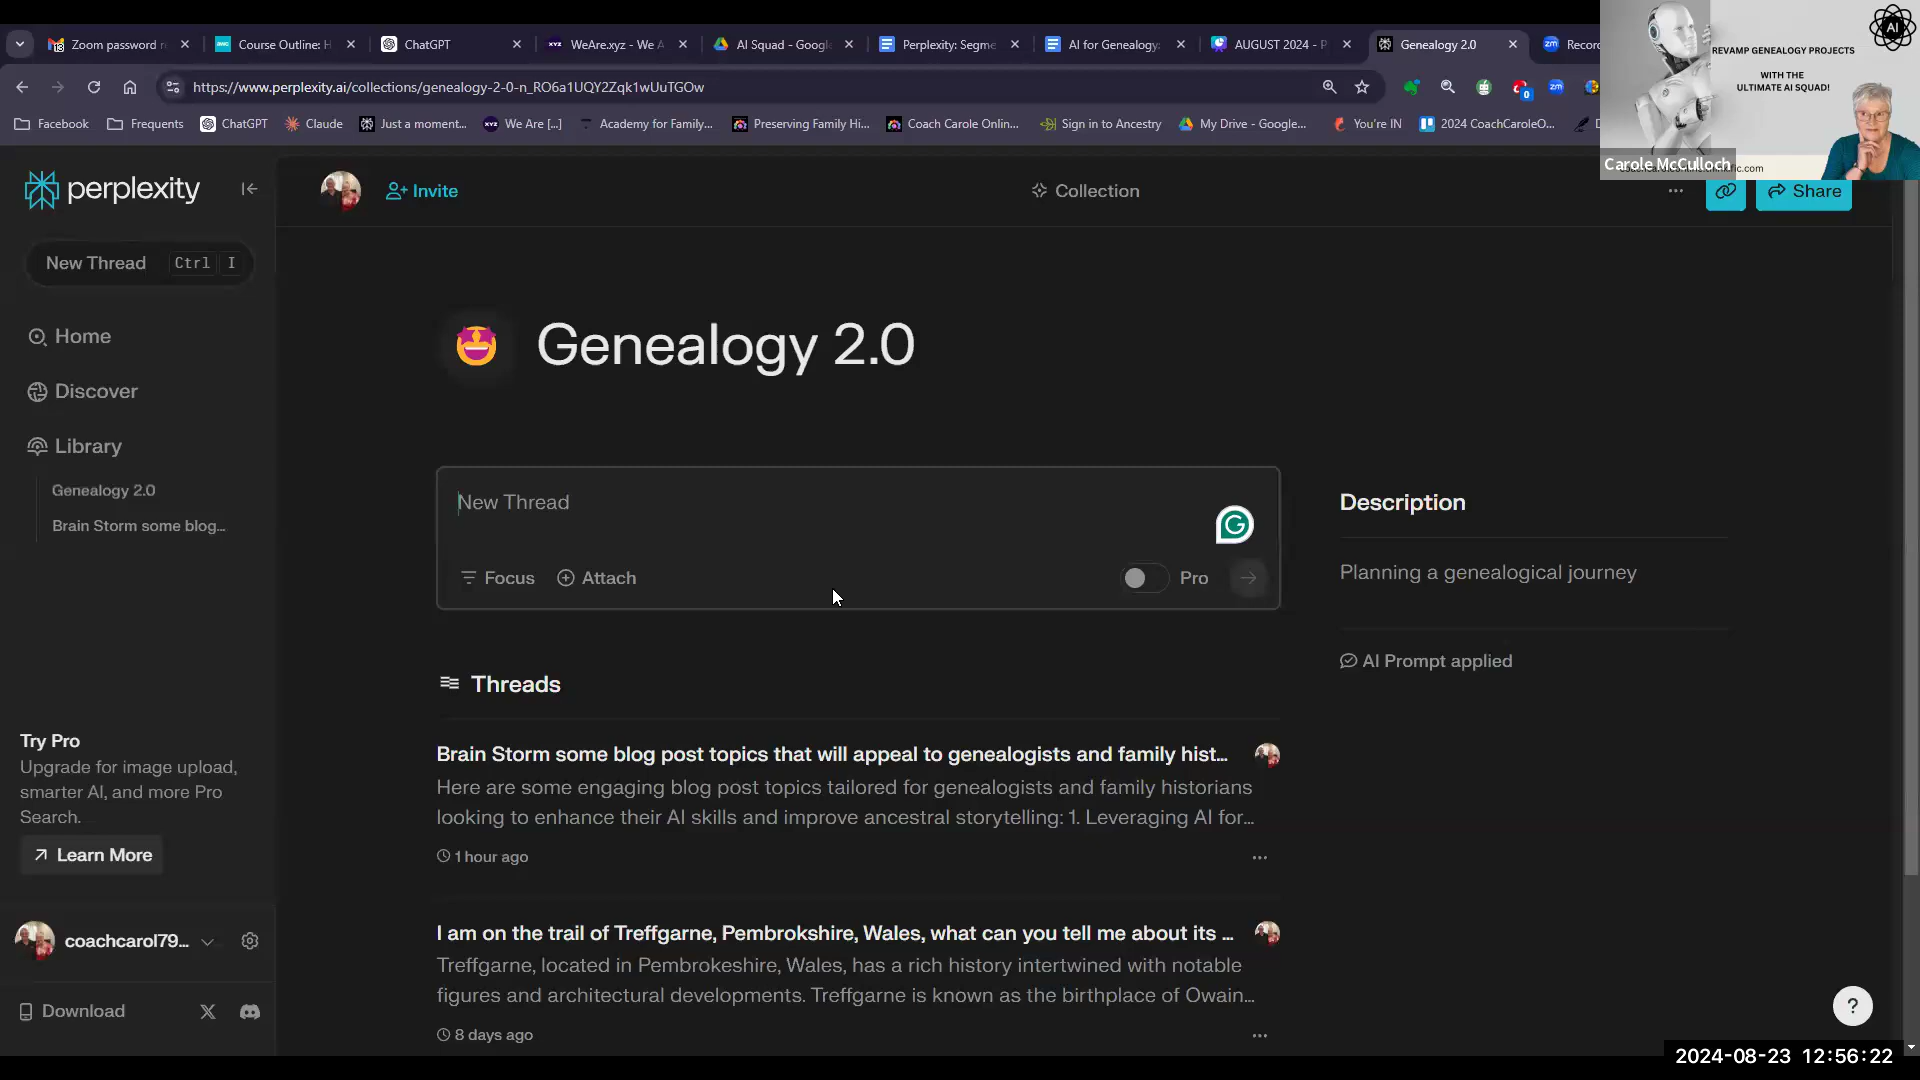 Zoom password r
Course Outline: H
ChatGPT
WeAre.xyz - We A
AI Squad - Googl
Perplexity: Segme
AI for Genealogy:
AUGUST 2024 - P
Genealogy 2.0
Recor
https://www.perplexity.ai/collections/genealogy-2-0-n_RO6a1UQY2Zqk1wUuTGOw
Facebook
Frequents
ChatGPT
Claude
Just a moment...
We Are [...]
Academy for Family...
Preserving Family Hi...
Coach Carole Onlin...
Sign in to Ancestry
My Drive - Google...
You're IN
2024 CoachCaroleO...
REVAMP GENEALOGY PROJECTS
WITH THE
ULTIMATE AI SQUAD!
AI
Carole McCulloch
perplexity
Invite
Collection
Share
New Thread Ctrl I
Home
Discover
Library
Genealogy 2.0
Brain Storm some blog...
Genealogy 2.0
New Thread
Focus
Attach
Pro
Description
Planning a genealogical journey
AI Prompt applied
Threads
Brain Storm some blog post topics that will appeal to genealogists and family hist...
Here are some engaging blog post topics tailored for genealogists and family historians
looking to enhance their AI skills and improve ancestral storytelling: 1. Leveraging AI for...
1 hour ago
I am on the trail of Treffgarne, Pembrokshire, Wales, what can you tell me about its ...
Treffgarne, located in Pembrokeshire, Wales, has a rich history intertwined with notable
figures and architectural developments. Treffgarne is known as the birthplace of Owain...
8 days ago
Try Pro
Upgrade for image upload,
smarter AI, and more Pro
Search.
Learn More
coachcarol79...
Download
?
2024-08-23 12:56:22